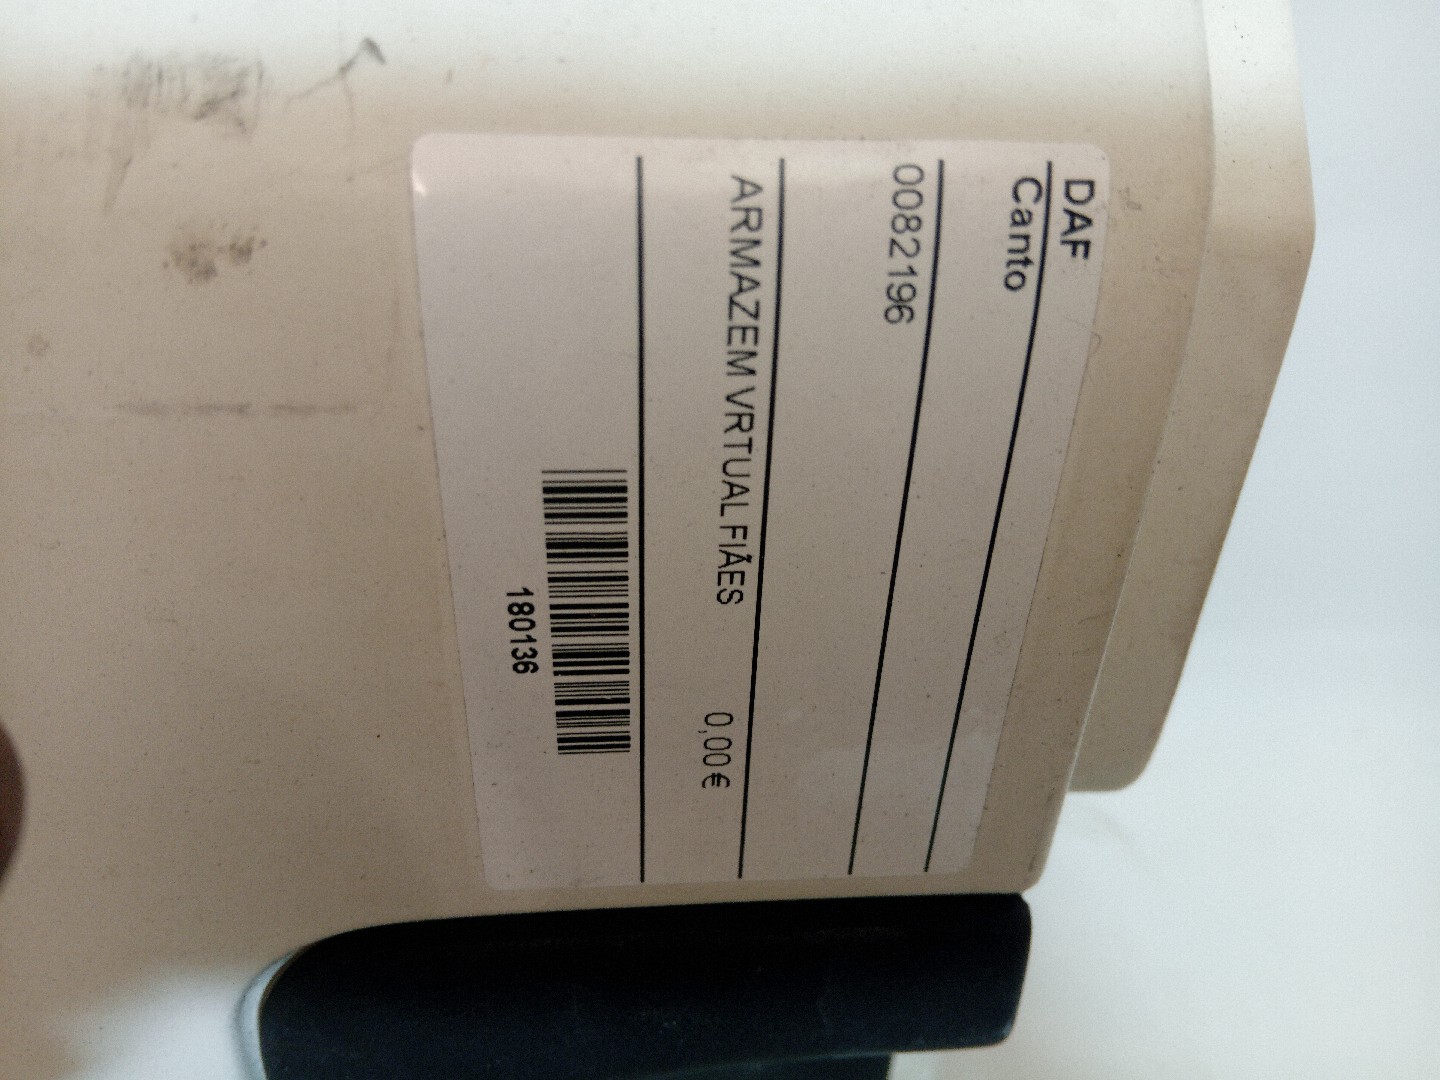 DAF
Canto
0082196
ARMAZEM VRTUAL FIÃES
0,00€
180136